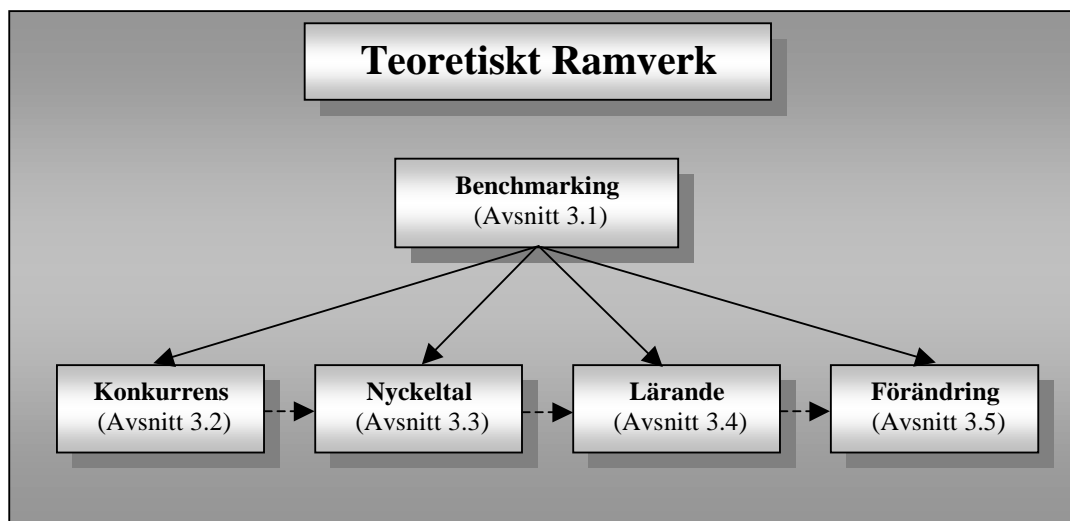 Teoretiskt Ramverk
Benchmarking
(Avsnitt 3.1)
Konkurrens
(Avsnitt 3.2)
Nyckeltal
(Avsnitt 3.3)
Lärande
(Avsnitt 3.4)
Förändring
(Avsnitt 3.5)